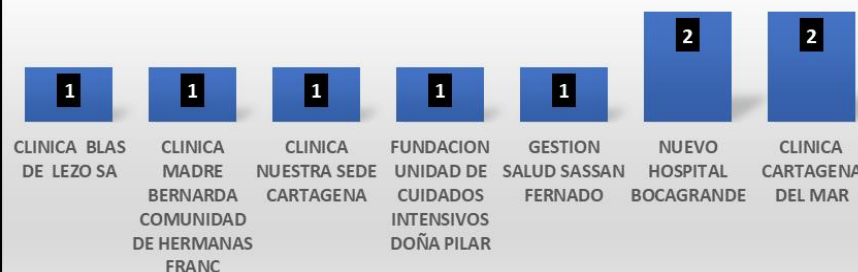 1
1
1
1
1
2
2
CLINICA BLAS
DE LEZO SA
CLINICA
MADRE
BERNARDA
COMUNIDAD
DE HERMANAS
FRANC
CLINICA
NUESTRA SEDE
CARTAGENA
FUNDACION
UNIDAD DE
CUIDADOS
INTENSIVOS
DOÑA PILAR
GESTION
SALUD SASSAN
FERNADO
NUEVO
HOSPITAL
BOCAGRANDE
CLINICA
CARTAGENA
DEL MAR